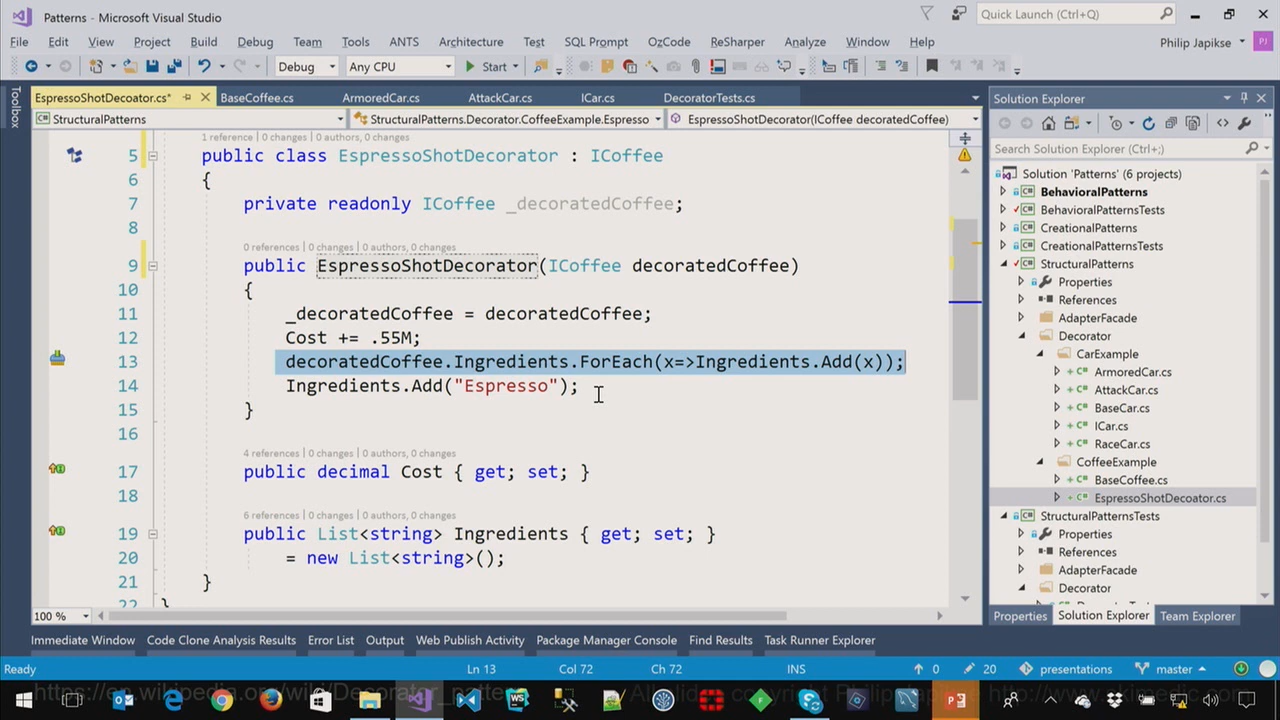 Patterns - Microsoft Visual Studio
Quick Launch (Ctrl+Q)
File Edit View Project Build Debug Team Tools ANTS Architecture Test SQL Prompt OzCode ReSharper Analyze Window Help
Philip Japikse PJ
Debug Any CPU Start
Toolbox
EspressoShotDecoator.cs* BaseCoffee.cs ArmoredCar.cs AttackCar.cs ICar.cs DecoratorTests.cs
StructuralPatterns StructuralPatterns.Decorator.CoffeeExample.Espresso EspressoShotDecorator(ICoffee decoratedCoffee)
1 reference | 0 changes | 0 authors, 0 changes
5 public class EspressoShotDecorator : ICoffee
6 {
7 private readonly ICoffee _decoratedCoffee;
8
0 references | 0 changes | 0 authors, 0 changes
9 public EspressoShotDecorator(ICoffee decoratedCoffee)
10 {
11 _decoratedCoffee = decoratedCoffee;
12 Cost += .55M;
13 decoratedCoffee.Ingredients.ForEach(x=>Ingredients.Add(x));
14 Ingredients.Add("Espresso");
15 }
16
4 references | 0 changes | 0 authors, 0 changes
17 public decimal Cost { get; set; }
18
6 references | 0 changes | 0 authors, 0 changes
19 public List<string> Ingredients { get; set; }
20 = new List<string>();
21 }
22 }
100 %
Solution Explorer
Search Solution Explorer (Ctrl+;)
Solution 'Patterns' (6 projects)
BehavioralPatterns
BehavioralPatternsTests
CreationalPatterns
CreationalPatternsTests
StructuralPatterns
Properties
References
AdapterFacade
Decorator
CarExample
ArmoredCar.cs
AttackCar.cs
BaseCar.cs
ICar.cs
RaceCar.cs
CoffeeExample
BaseCoffee.cs
EspressoShotDecoator.cs
StructuralPatternsTests
Properties
References
AdapterFacade
Decorator
Properties Solution Explorer Team Explorer
Immediate Window Code Clone Analysis Results Error List Output Web Publish Activity Package Manager Console Find Results Task Runner Explorer
Ready Ln 13 Col 72 Ch 72 INS 0 20 presentations master